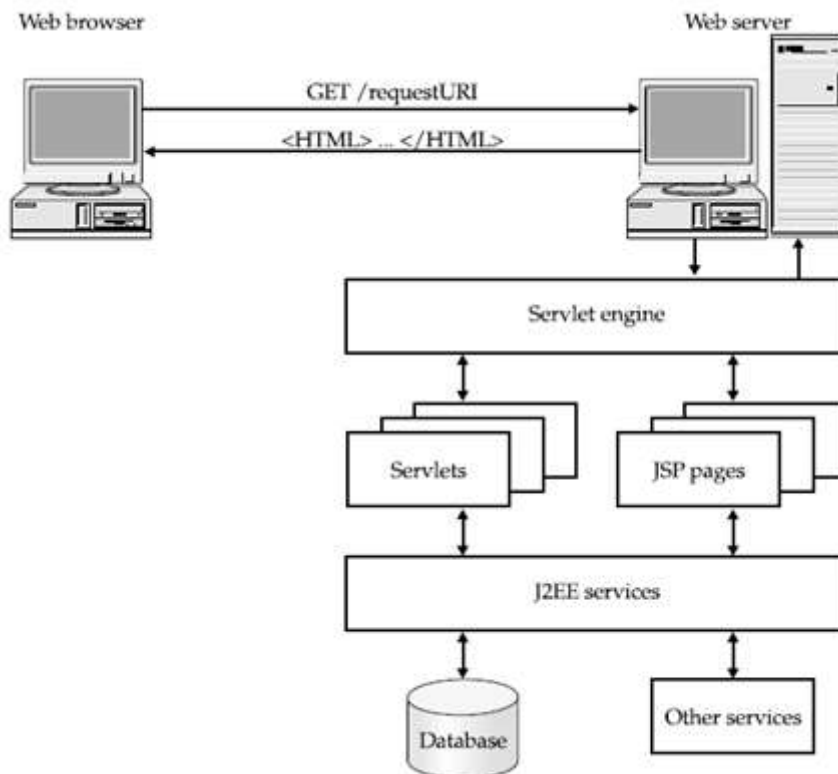 Web browser
Web server
GET /requestURI
<HTML> ... </HTML>
Servlet engine
Servlets
JSP pages
J2EE services
Database
Other services